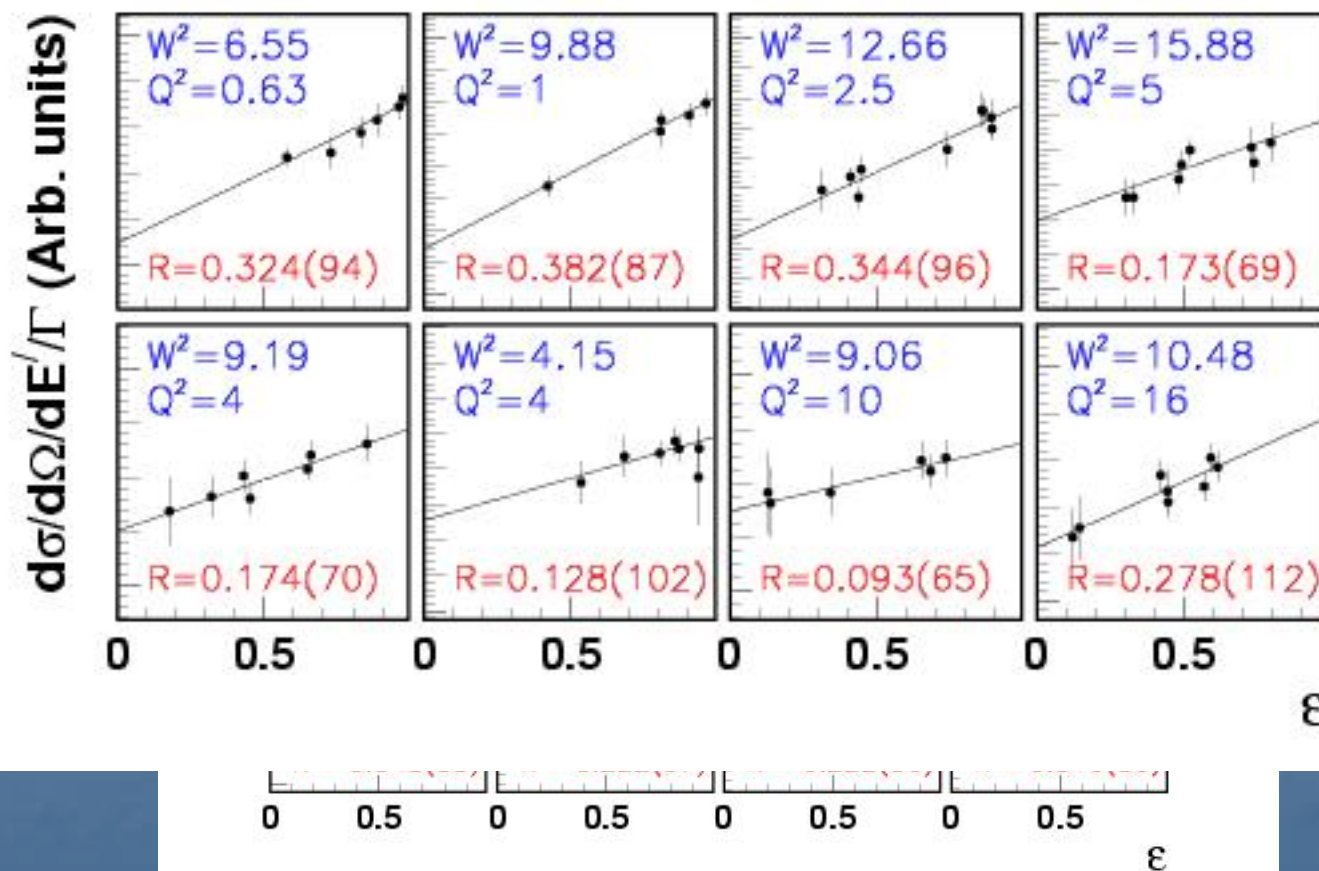 dσ/dΩ/dE′/Γ (Arb. units)
W²=6.55
Q²=0.63
R=0.324(94)
W²=9.88
Q²=1
R=0.382(87)
W²=12.66
Q²=2.5
R=0.344(96)
W²=15.88
Q²=5
R=0.173(69)
W²=9.19
Q²=4
R=0.174(70)
W²=4.15
Q²=4
R=0.128(102)
W²=9.06
Q²=10
R=0.093(65)
W²=10.48
Q²=16
R=0.278(112)
0 0.5 0 0.5 0 0.5 0 0.5
ε
0 0.5 0 0.5 0 0.5 0 0.5
ε